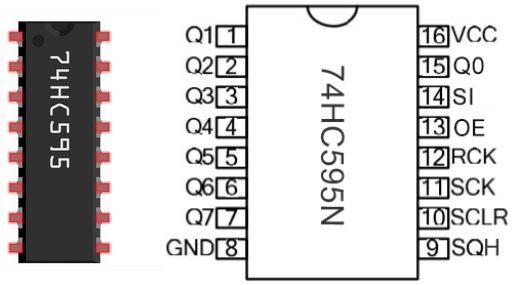 74HC595
Q1 1 16 VCC
Q2 2 15 Q0
Q3 3 14 SI
Q4 4 13 OE
Q5 5 12 RCK
Q6 6 11 SCK
Q7 7 10 SCLR
GND 8 9 SQH
74HC595N